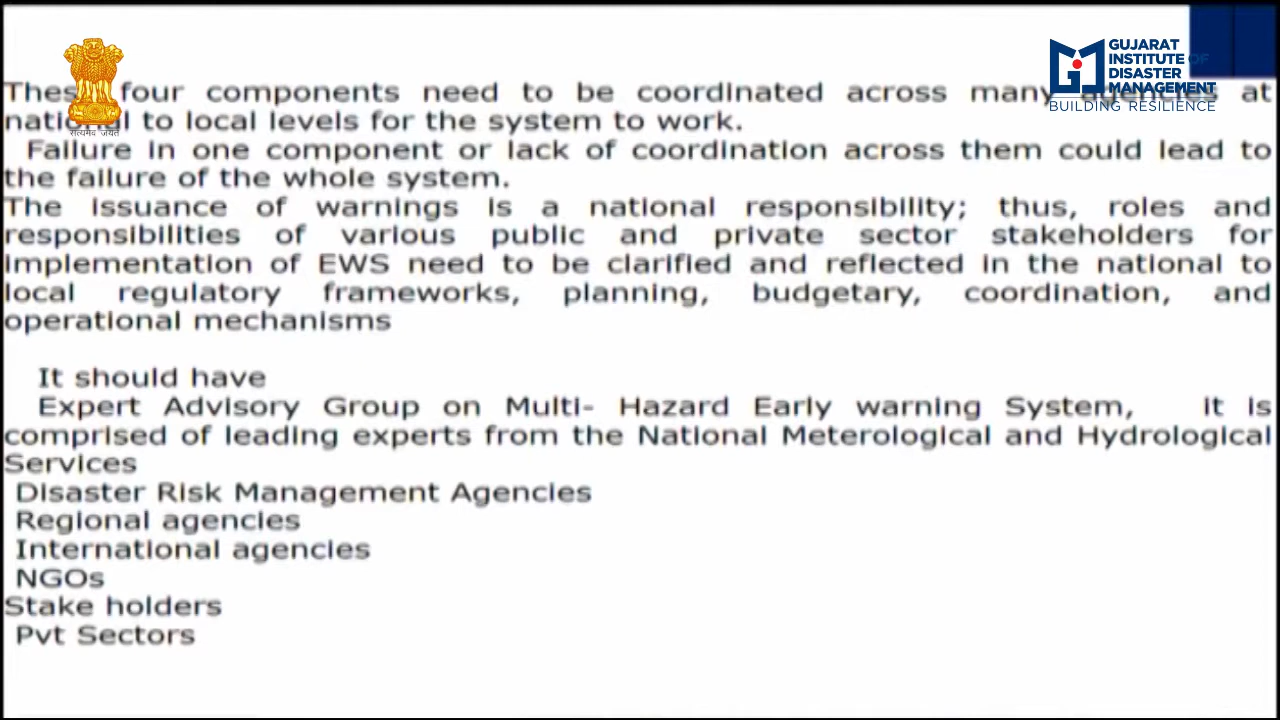 GUJARAT
INSTITUTE OF
DISASTER
MANAGEMENT
BUILDING RESILIENCE
सत्यमेव जयते
These four components need to be coordinated across many agencies at
national to local levels for the system to work.
Failure in one component or lack of coordination across them could lead to
the failure of the whole system.
The issuance of warnings is a national responsibility; thus, roles and
responsibilities of various public and private sector stakeholders for
implementation of EWS need to be clarified and reflected in the national to
local regulatory frameworks, planning, budgetary, coordination, and
operational mechanisms
It should have
Expert Advisory Group on Multi- Hazard Early warning System, it is
comprised of leading experts from the National Meterological and Hydrological
Services
Disaster Risk Management Agencies
Regional agencies
International agencies
NGOs
Stake holders
Pvt Sectors